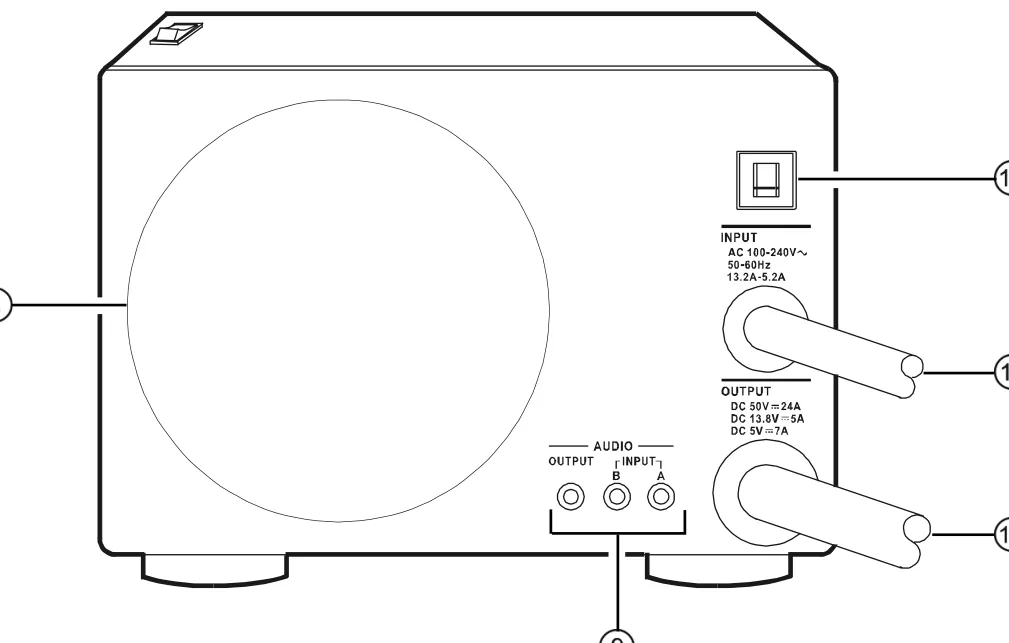 INPUT
AC 100-240V～
50-60Hz
13.2A-5.2A
OUTPUT
DC 50V⎓24A
DC 13.8V⎓5A
DC 5V⎓7A
AUDIO
OUTPUT
INPUT
B
A